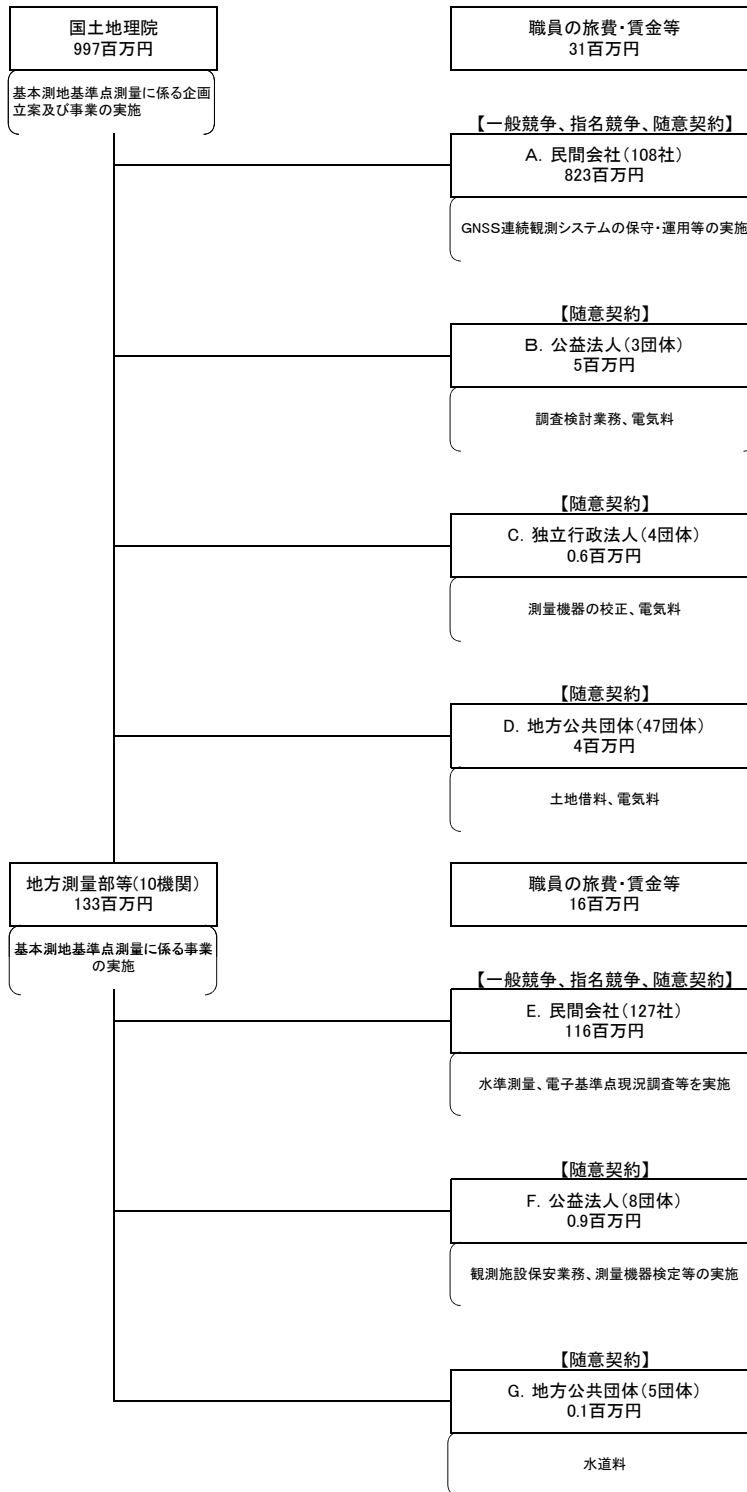 国土地理院
997百万円
職員の旅費・賃金等
31百万円
基本測地基準点測量に係る企画
立案及び事業の実施
【一般競争、指名競争、随意契約】
A. 民間会社(108社)
823百万円
GNSS連続観測システムの保守・運用等の実施
【随意契約】
B. 公益法人(3団体)
5百万円
調査検討業務、電気料
【随意契約】
C. 独立行政法人(4団体)
0.6百万円
測量機器の校正、電気料
【随意契約】
D. 地方公共団体(47団体)
4百万円
土地借料、電気料
地方測量部等(10機関)
133百万円
職員の旅費・賃金等
16百万円
基本測地基準点測量に係る事業
の実施
【一般競争、指名競争、随意契約】
E. 民間会社(127社)
116百万円
水準測量、電子基準点現況調査等を実施
【随意契約】
F. 公益法人(8団体)
0.9百万円
観測施設保安業務、測量機器検定等の実施
【随意契約】
G. 地方公共団体(5団体)
0.1百万円
水道料